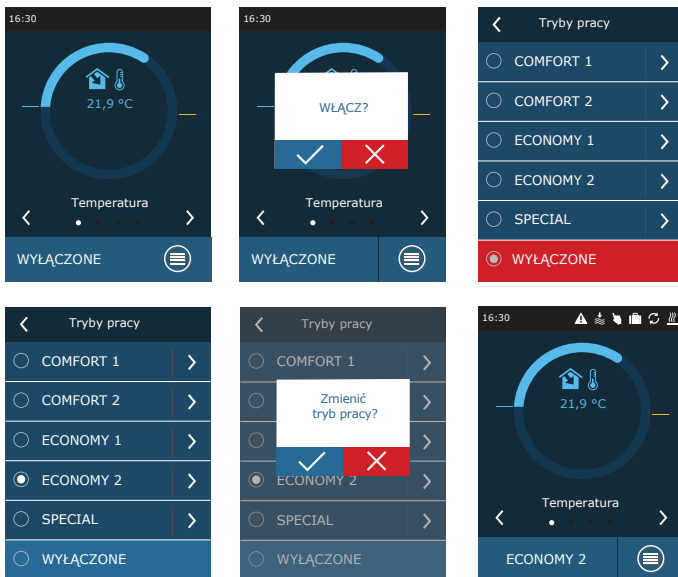 16:30
21,9 °C
Temperatura
WYŁĄCZONE
16:30
WŁĄCZ?
Temperatura
WYŁĄCZONE
Tryby pracy
COMFORT 1
COMFORT 2
ECONOMY 1
ECONOMY 2
SPECIAL
WYŁĄCZONE
Tryby pracy
COMFORT 1
COMFORT 2
ECONOMY 1
ECONOMY 2
SPECIAL
WYŁĄCZONE
Tryby pracy
COMFORT 1
Zmienić
tryb pracy?
ECONOMY 2
SPECIAL
WYŁĄCZONE
16:30
21,9 °C
Temperatura
ECONOMY 2